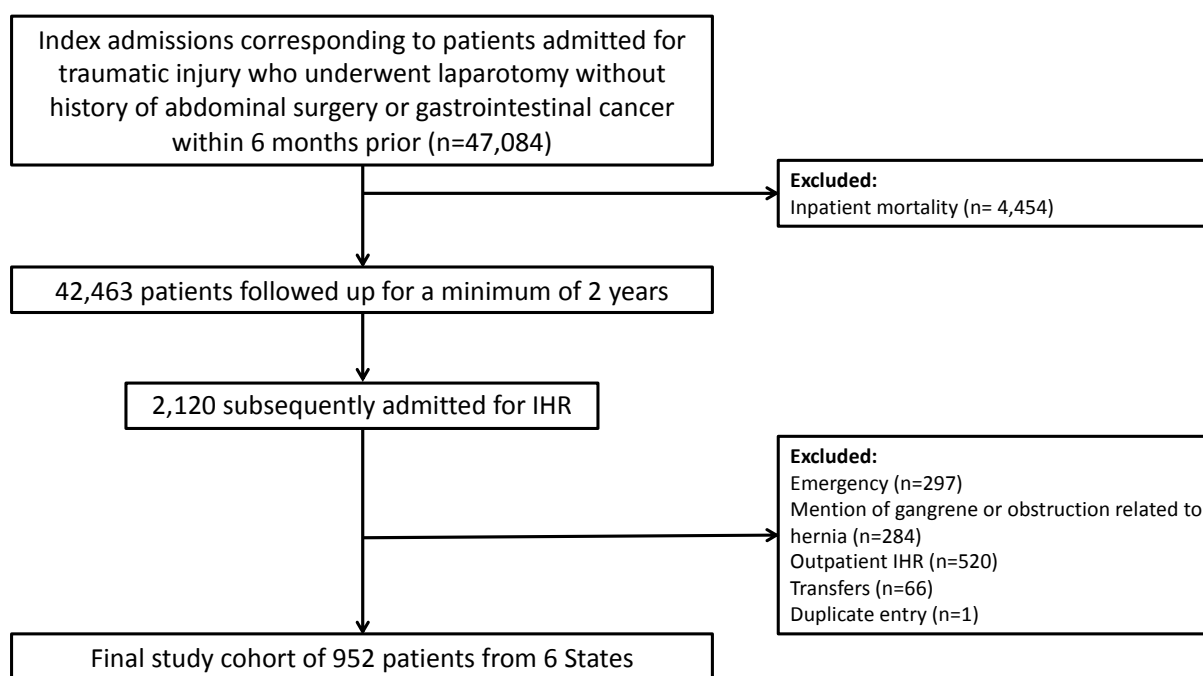 Index admissions corresponding to patients admitted for
traumatic injury who underwent laparotomy without
history of abdominal surgery or gastrointestinal cancer
within 6 months prior (n=47,084)
Excluded:
Inpatient mortality (n= 4,454)
42,463 patients followed up for a minimum of 2 years
2,120 subsequently admitted for IHR
Excluded:
Emergency (n=297)
Mention of gangrene or obstruction related to
hernia (n=284)
Outpatient IHR (n=520)
Transfers (n=66)
Duplicate entry (n=1)
Final study cohort of 952 patients from 6 States